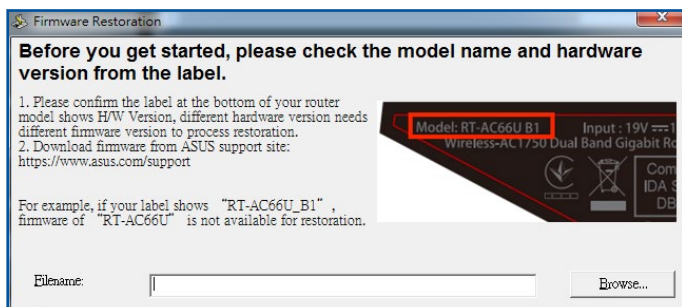 Firmware Restoration
Before you get started, please check the model name and hardware
version from the label.
1. Please confirm the label at the bottom of your router
model shows H/W Version, different hardware version needs
different firmware version to process restoration.
2. Download firmware from ASUS support site:
https://www.asus.com/support
For example, if your label shows “RT-AC66U_B1”,
firmware of “RT-AC66U” is not available for restoration.
Model: RT-AC66U B1 Input : 19V
Wireless-AC1750 Dual Band Gigabit
Com
IDA
DB
Filename:
Browse...